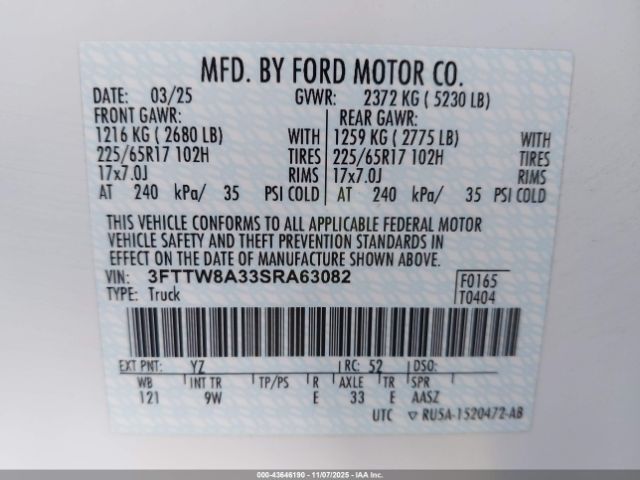 MFD. BY FORD MOTOR CO.
DATE: 03/25 GVWR: 2372 KG ( 5230 LB)
FRONT GAWR: REAR GAWR:
1216 KG ( 2680 LB) WITH 1259 KG ( 2775 LB) WITH
225/65R17 102H TIRES 225/65R17 102H TIRES
17x7.0J RIMS 17x7.0J RIMS
AT 240 kPa/ 35 PSI COLD AT 240 kPa/ 35 PSI COLD
THIS VEHICLE CONFORMS TO ALL APPLICABLE FEDERAL MOTOR
VEHICLE SAFETY AND THEFT PREVENTION STANDARDS IN
EFFECT ON THE DATE OF MANUFACTURE SHOWN ABOVE.
VIN: 3FTTW8A33SRA63082 F0165
TYPE: Truck T0404
EXT PNT: YZ RC: 52 DSO:
WB INT TR TP/PS R AXLE TR SPR
121 9W E 33 E AASZ
UTC ▽ RU5A-1520472-AB
000-43646190 - 11/07/2025 - IAAI.com